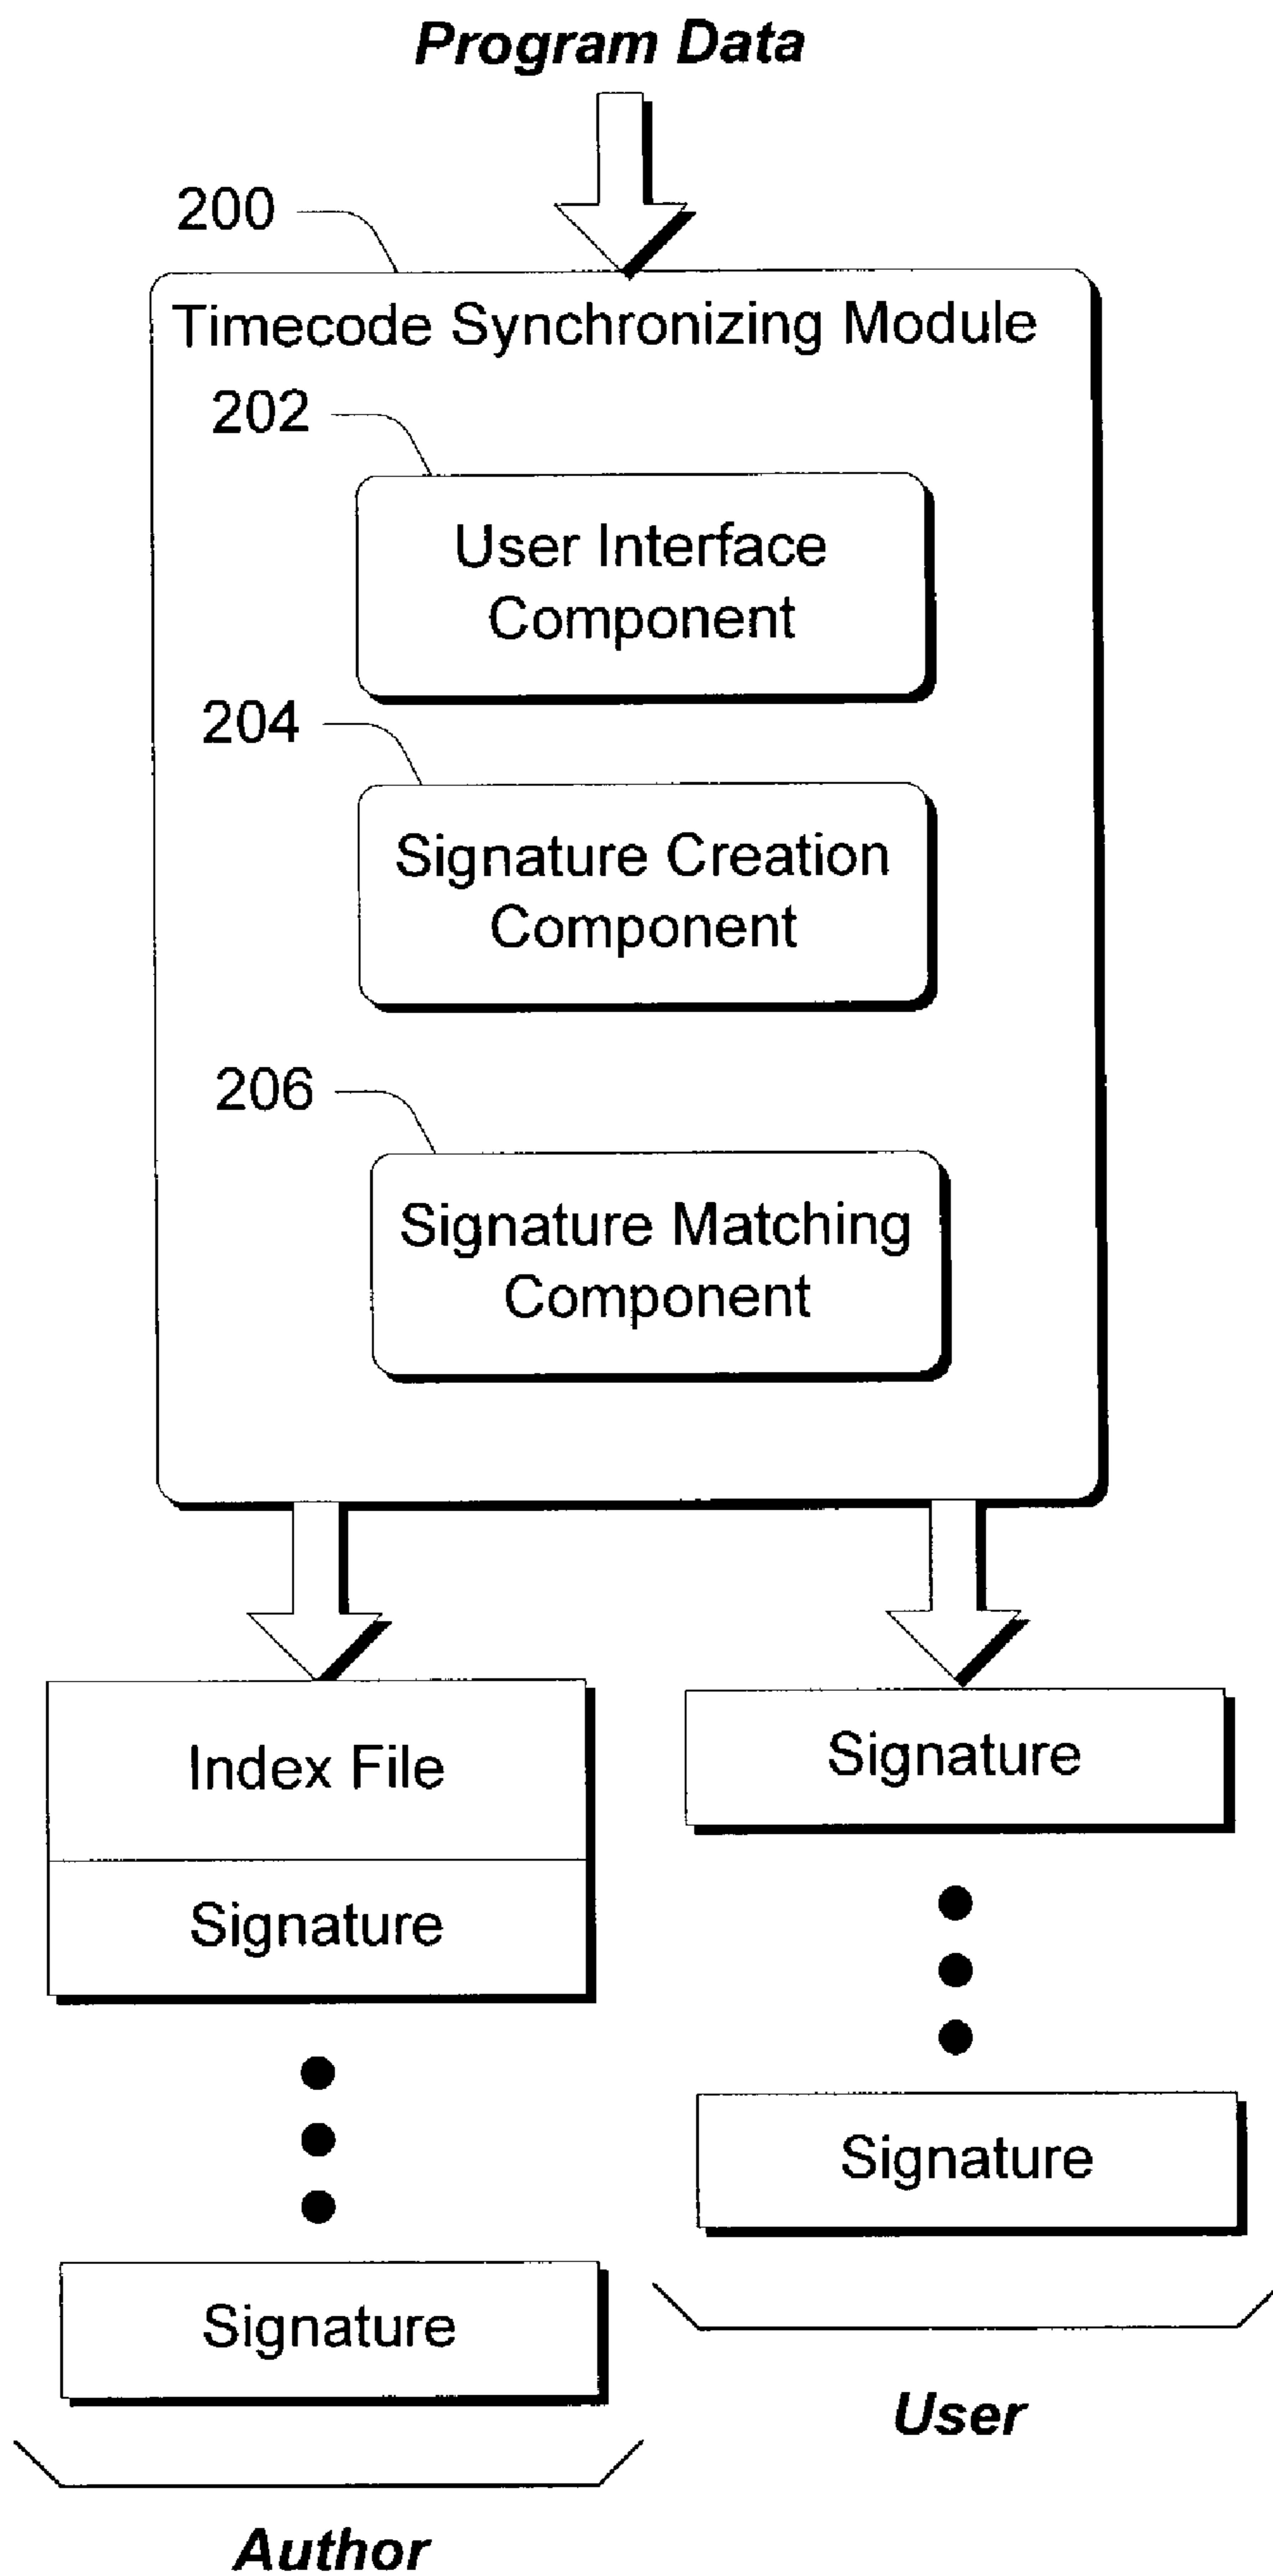 Program Data
200
Timecode Synchronizing Module
202
User Interface
Component
204
Signature Creation
Component
206
Signature Matching
Component
Index File
Signature
Signature
Author
Signature
Signature
User